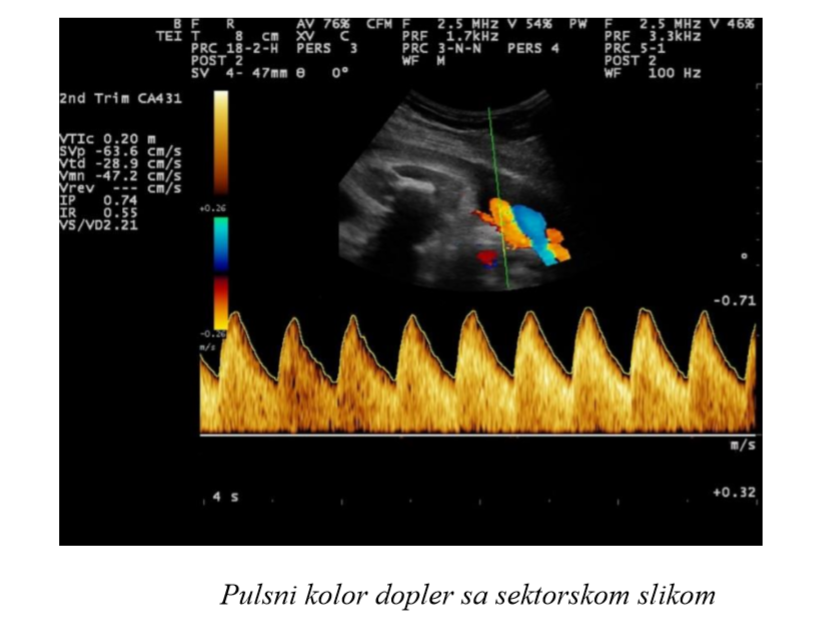 B F R AV 76% CFM F 2.5 MHz V 54% PW F 2.5 MHz V 46%
TEI T 8 cm XV C PRF 1.7kHz PRF 3.3kHz
PRC 18-2-H PERS 3 PRC 3-N-N PERS 4 PRC 5-1
POST 2 WF M POST 2
SV 4- 47mm θ 0° WF 100 Hz
2nd Trim CA431
VTIc 0.20 m
SVp -63.6 cm/s
Vtd -28.9 cm/s
Vmn -47.2 cm/s
Vrev --- cm/s
IP 0.74
IR 0.55
VS/VD2.21
+0.26
-0.26
m/s
-0.71
m/s
4 s
+0.32
Pulsni kolor dopler sa sektorskom slikom